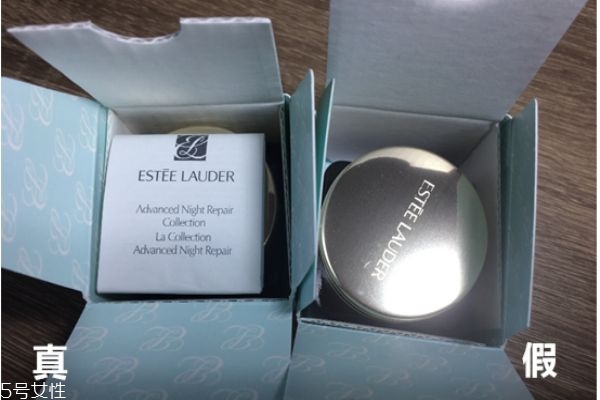 ESTĒE LAUDER
Advanced Night Repair
Collection
La Collection
Advanced Night Repair
ESTĒE LAUDER
真
假
5号女性